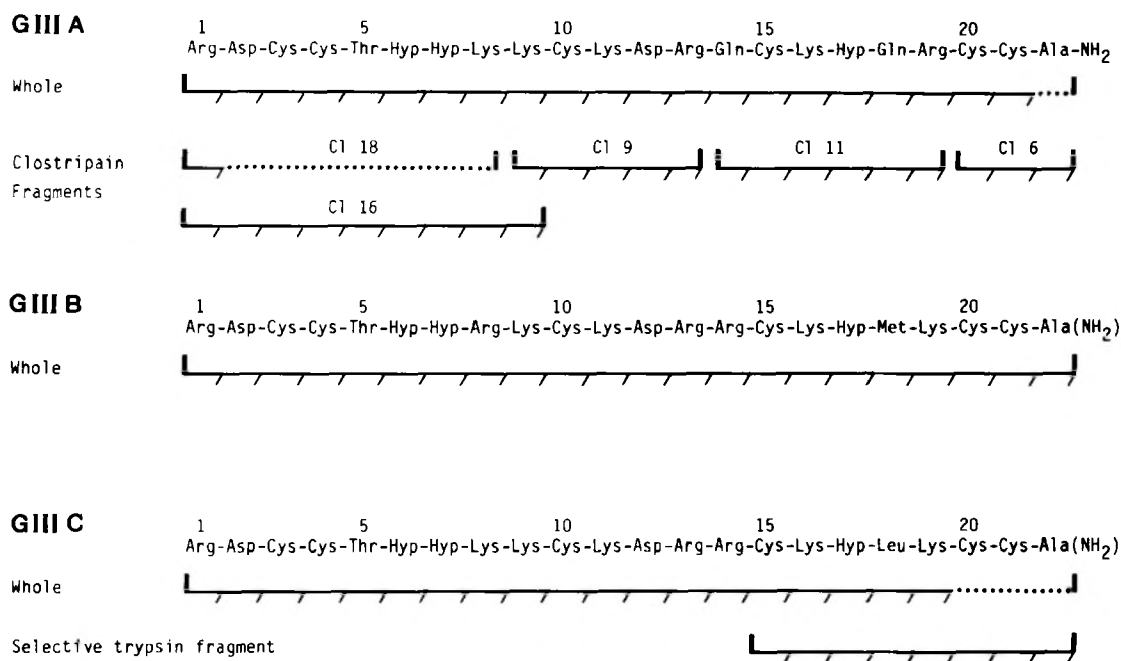 GIII A
1 5 10 15 20
Arg-Asp-Cys-Cys-Thr-Hyp-Hyp-Lys-Lys-Cys-Lys-Asp-Arg-Gln-Cys-Lys-Hyp-Gln-Arg-Cys-Cys-Ala-NH2
Whole
Cl 18 Cl 9 Cl 11 Cl 6
Clostripain
Fragments
Cl 16
GIII B
1 5 10 15 20
Arg-Asp-Cys-Cys-Thr-Hyp-Hyp-Arg-Lys-Cys-Lys-Asp-Arg-Arg-Cys-Lys-Hyp-Met-Lys-Cys-Cys-Ala(NH2)
Whole
GIII C
1 5 10 15 20
Arg-Asp-Cys-Cys-Thr-Hyp-Hyp-Lys-Lys-Cys-Lys-Asp-Arg-Arg-Cys-Lys-Hyp-Leu-Lys-Cys-Cys-Ala(NH2)
Whole
Selective trypsin fragment